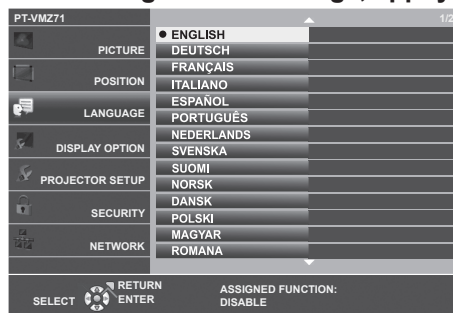 PT-VMZ71 1/2
PICTURE
POSITION
LANGUAGE
DISPLAY OPTION
PROJECTOR SETUP
SECURITY
NETWORK
ENGLISH
DEUTSCH
FRANÇAIS
ITALIANO
ESPAÑOL
PORTUGUÊS
NEDERLANDS
SVENSKA
SUOMI
NORSK
DANSK
POLSKI
MAGYAR
ROMANA
SELECT
RETURN
ENTER
ASSIGNED FUNCTION:
DISABLE